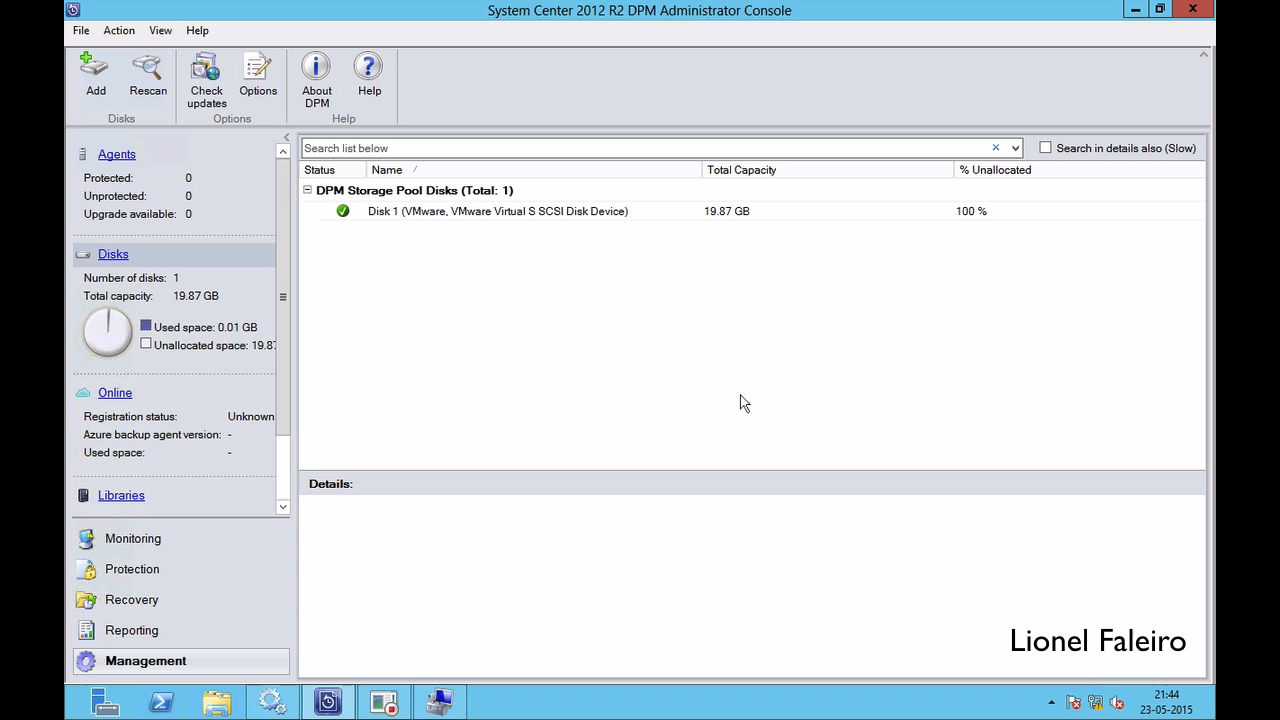 System Center 2012 R2 DPM Administrator Console
File Action View Help
Add Rescan Check updates Options About DPM Help
Disks Options Help
Agents
Protected: 0
Unprotected: 0
Upgrade available: 0
Disks
Number of disks: 1
Total capacity: 19.87 GB
Used space: 0.01 GB
Unallocated space: 19.87
Online
Registration status: Unknown
Azure backup agent version: -
Used space: -
Libraries
Monitoring
Protection
Recovery
Reporting
Management
Search list below
Search in details also (Slow)
Status Name Total Capacity % Unallocated
DPM Storage Pool Disks (Total: 1)
Disk 1 (VMware, VMware Virtual S SCSI Disk Device) 19.87 GB 100 %
Details:
Lionel Faleiro
21:44
23-05-2015